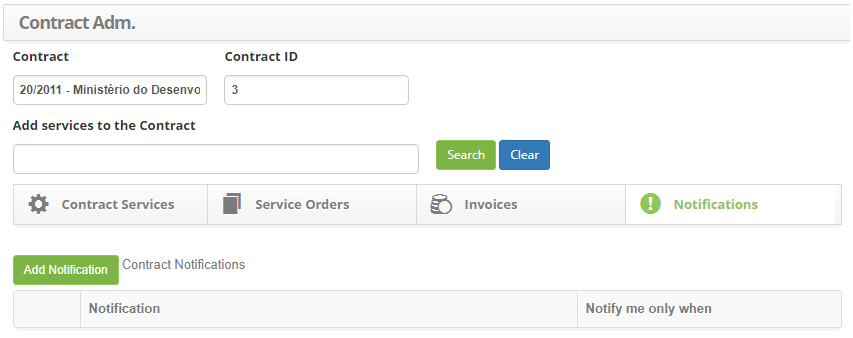 Contract Adm.
Contract Contract ID
20/2011 - Ministério do Desenvo 3
Add services to the Contract
Search Clear
Contract Services Service Orders Invoices Notifications
Add Notification Contract Notifications
Notification Notify me only when